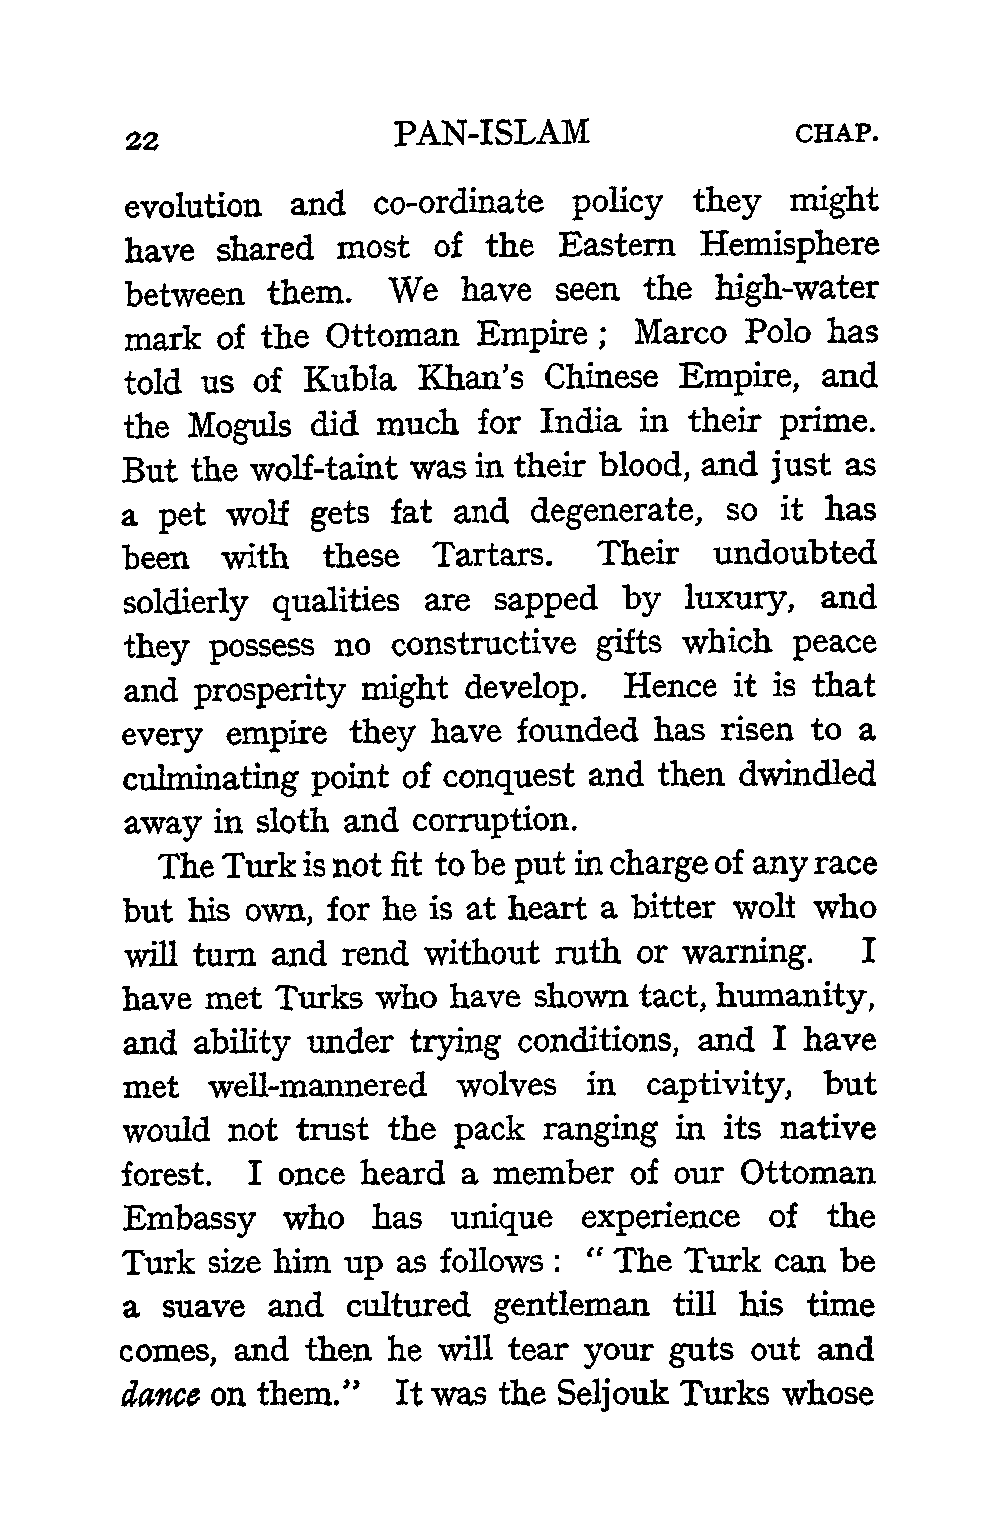 22 PAN-ISLAM CHAP.
evolution and co-ordinate policy they might
have shared most of the Eastern Hemisphere
between them. We have seen the high-water
mark of the Ottoman Empire ; Marco Polo has
told us of Kubla Khan's Chinese Empire, and
the Moguls did much for India in their prime.
But the wolf-taint was in their blood, and just as
a pet wolf gets fat and degenerate, so it has
been with these Tartars. Their undoubted
soldierly qualities are sapped by luxury, and
they possess no constructive gifts which peace
and prosperity might develop. Hence it is that
every empire they have founded has risen to a
culminating point of conquest and then dwindled
away in sloth and corruption.
The Turk is not fit to be put in charge of any race
but his own, for he is at heart a bitter wolt who
will turn and rend without ruth or warning. I
have met Turks who have shown tact, humanity,
and ability under trying conditions, and I have
met well-mannered wolves in captivity, but
would not trust the pack ranging in its native
forest. I once heard a member of our Ottoman
Embassy who has unique experience of the
Turk size him up as follows : “ The Turk can be
a suave and cultured gentleman till his time
comes, and then he will tear your guts out and
dance on them.” It was the Seljouk Turks whose